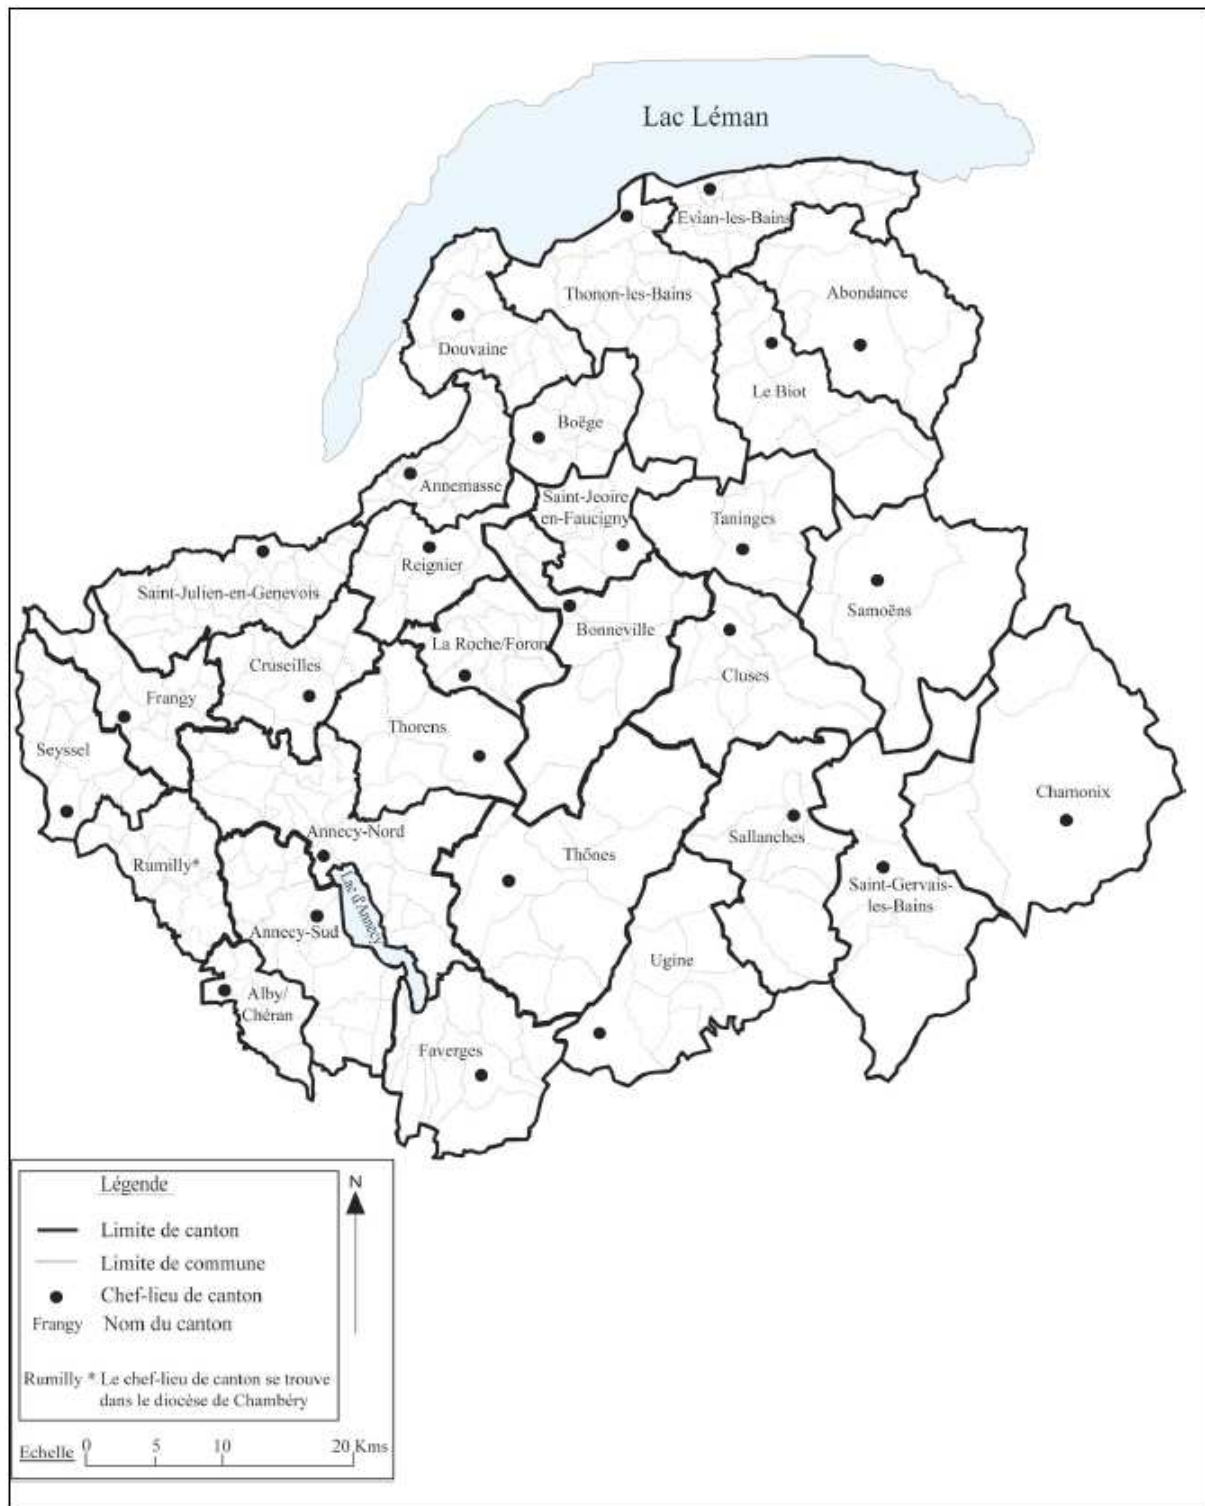 Lac Léman
Evian-les-Bains
Thonon-les-Bains
Abondance
Douvaine
Le Biot
Boëge
Annemasse
Saint-Jeoire
en-Faucigny
Taninges
Reignier
Saint-Julien-en-Genevois
Samoëns
Bonneville
La Roche/Foron
Cruseilles
Cluses
Frangy
Thorens
Seyssel
Chamonix
Annecy-Nord
Sallanches
Thônes
Rumilly*
Saint-Gervais-
les-Bains
Lac d'Annecy
Annecy-Sud
Ugine
Alby/
Chéran
Faverges
Légende
N
Limite de canton
Limite de commune
Chef-lieu de canton
Frangy Nom du canton
Rumilly * Le chef-lieu de canton se trouve
dans le diocèse de Chambéry
Echelle 0 5 10 20 Kms